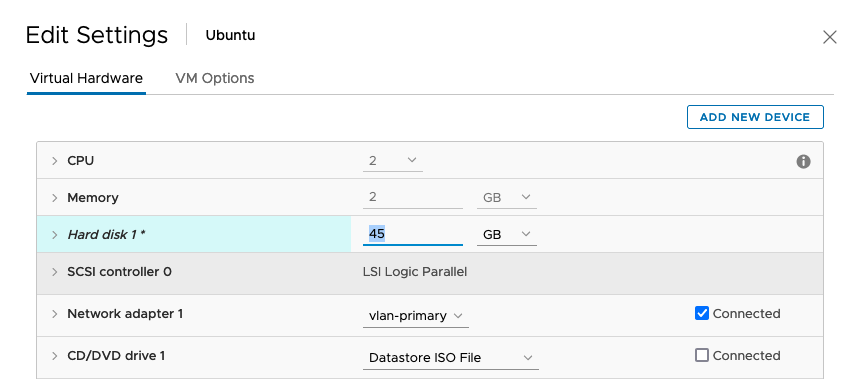 Edit Settings Ubuntu
Virtual Hardware VM Options
ADD NEW DEVICE
CPU 2
Memory 2 GB
Hard disk 1 * 45 GB
SCSI controller 0 LSI Logic Parallel
Network adapter 1 vlan-primary Connected
CD/DVD drive 1 Datastore ISO File Connected